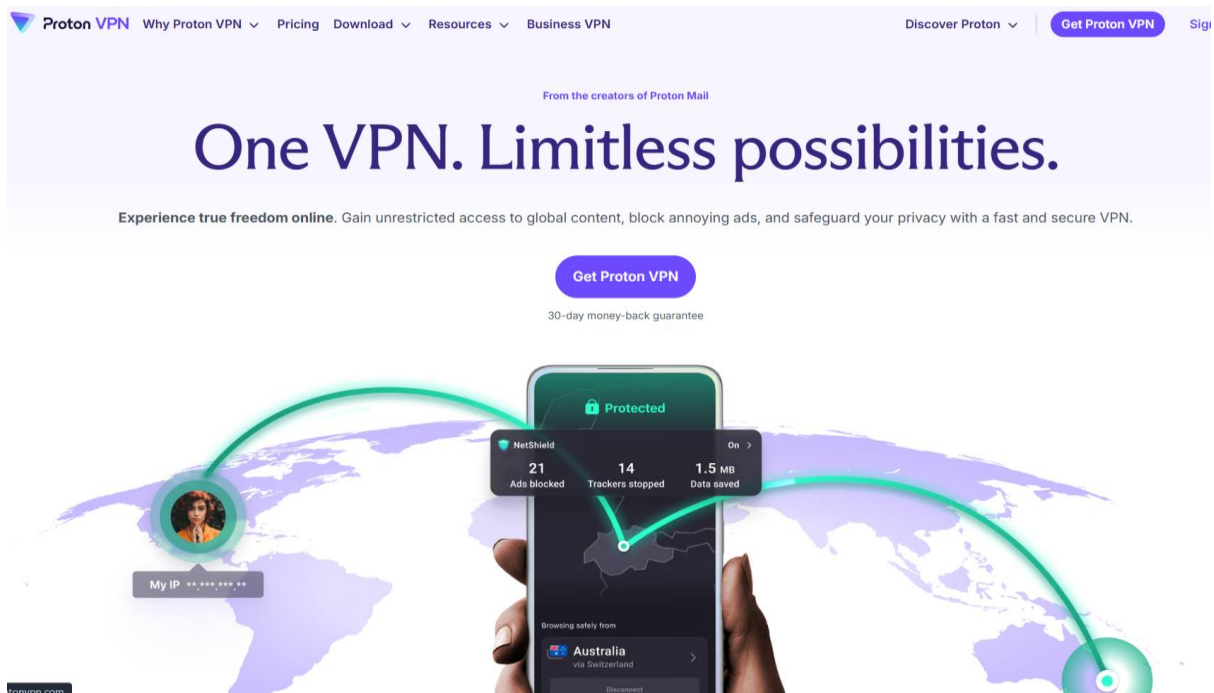 Proton VPN
Why Proton VPN
Pricing
Download
Resources
Business VPN
Discover Proton
Get Proton VPN
From the creators of Proton Mail
One VPN. Limitless possibilities.
Experience true freedom online. Gain unrestricted access to global content, block annoying ads, and safeguard your privacy with a fast and secure VPN.
Get Proton VPN
30-day money-back guarantee
Protected
NetShield On
21 14 1.5 MB
Ads blocked Trackers stopped Data saved
My IP **.***.***.**
Browsing safely from
Australia
via Switzerland
Disconnect